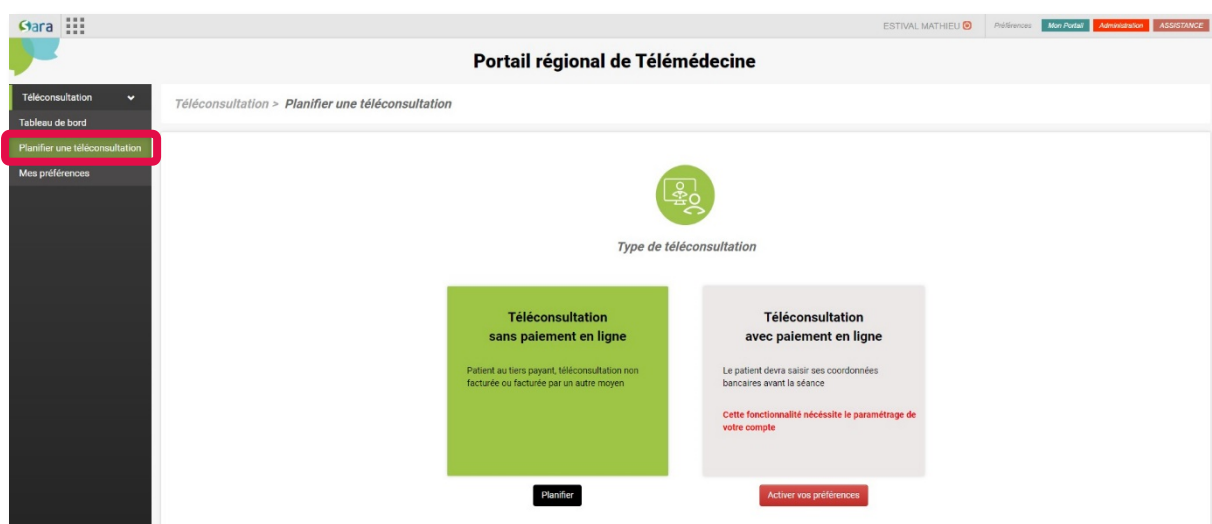 Sara
ESTIVAL MATHIEU
Préférences
Mon Portail
Administration
ASSISTANCE
Portail régional de Télémédecine
Téléconsultation
Tableau de bord
Planifier une téléconsultation
Mes préférences
Téléconsultation > Planifier une téléconsultation
Type de téléconsultation
Téléconsultation
sans paiement en ligne
Patient au tiers payant, téléconsultation non
facturée ou facturée par un autre moyen
Planifier
Téléconsultation
avec paiement en ligne
Le patient devra saisir ses coordonnées
bancaires avant la séance
Cette fonctionnalité nécéssite le paramétrage de
votre compte
Activer vos préférences